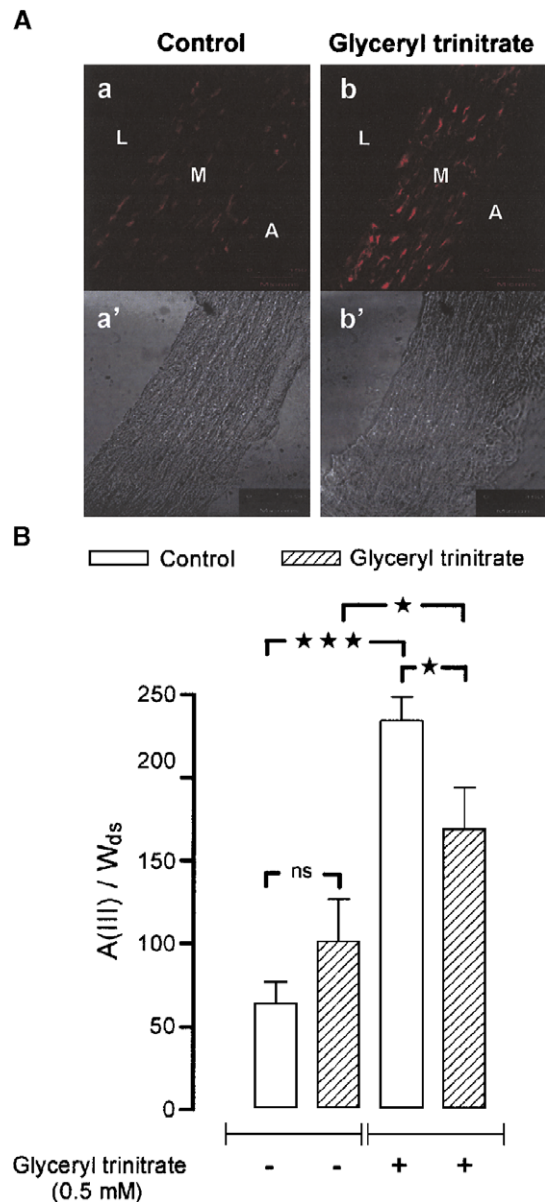 A
Control Glyceryl trinitrate
a b
L M A L M A
a' b'
B
Control Glyceryl trinitrate
★
★ ★ ★ ★
250
200
150
100
50
0
A(III) / Wds
ns
Glyceryl trinitrate - - + +
(0.5 mM)